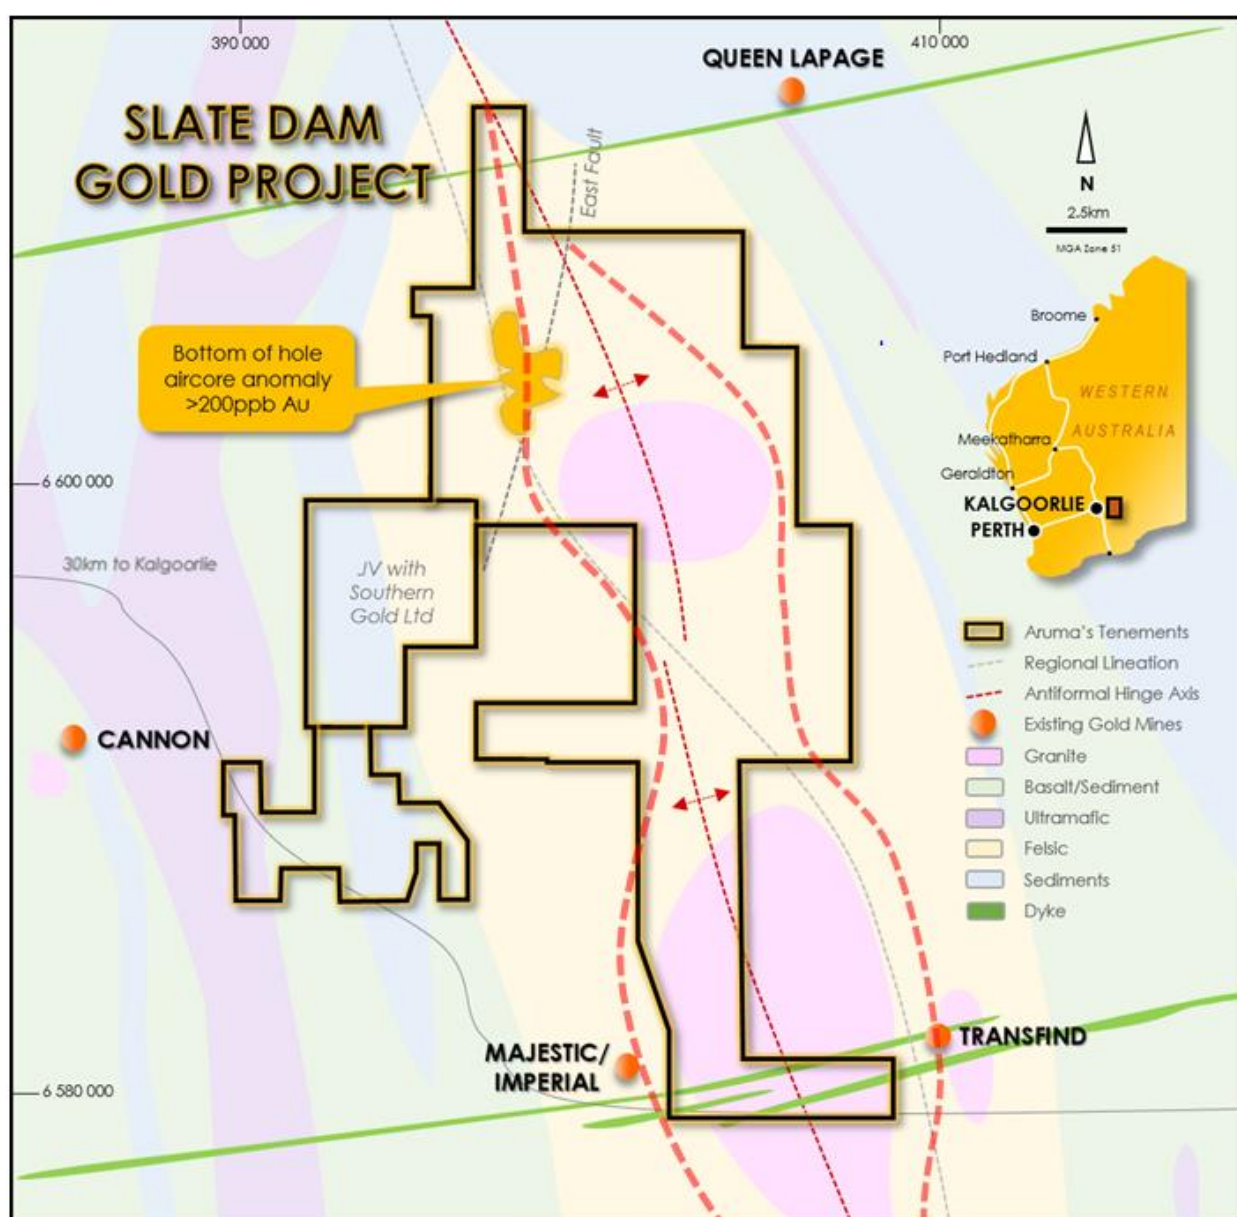 390 000
410 000
QUEEN LAPAGE
SLATE DAM
GOLD PROJECT
East Fault
N
2.5km
MGA Zone 51
Bottom of hole
aircore anomaly
>200ppb Au
Broome
Port Hedland
WESTERN
AUSTRALIA
Meekatharra
Geraldton
KALGOORLIE
PERTH
6 600 000
30km to Kalgoorlie
JV with
Southern
Gold Ltd
Aruma's Tenements
Regional Lineation
Antiformal Hinge Axis
Existing Gold Mines
Granite
Basalt/Sediment
Ultramafic
Felsic
Sediments
Dyke
CANNON
MAJESTIC/
IMPERIAL
TRANSFIND
6 580 000